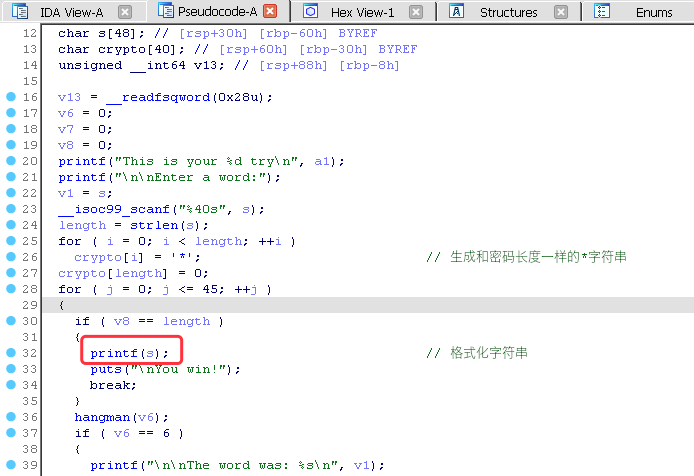 IDA View-A Pseudocode-A Hex View-1 Structures Enums
12 char s[48]; // [rsp+30h] [rbp-60h] BYREF
13 char crypto[40]; // [rsp+60h] [rbp-30h] BYREF
14 unsigned __int64 v13; // [rsp+88h] [rbp-8h]
15
16 v13 = __readfsqword(0x28u);
17 v6 = 0;
18 v7 = 0;
19 v8 = 0;
20 printf("This is your %d try\n", a1);
21 printf("\n\nEnter a word:");
22 v1 = s;
23 __isoc99_scanf("%40s", s);
24 length = strlen(s);
25 for ( i = 0; i < length; ++i )
26 crypto[i] = '*'; // 生成和密码长度一样的*字符串
27 crypto[length] = 0;
28 for ( j = 0; j <= 45; ++j )
29 {
30 if ( v8 == length )
31 {
32 printf(s); // 格式化字符串
33 puts("\nYou win!");
34 break;
35 }
36 hangman(v6);
37 if ( v6 == 6 )
38 {
39 printf("\n\nThe word was: %s\n", v1);